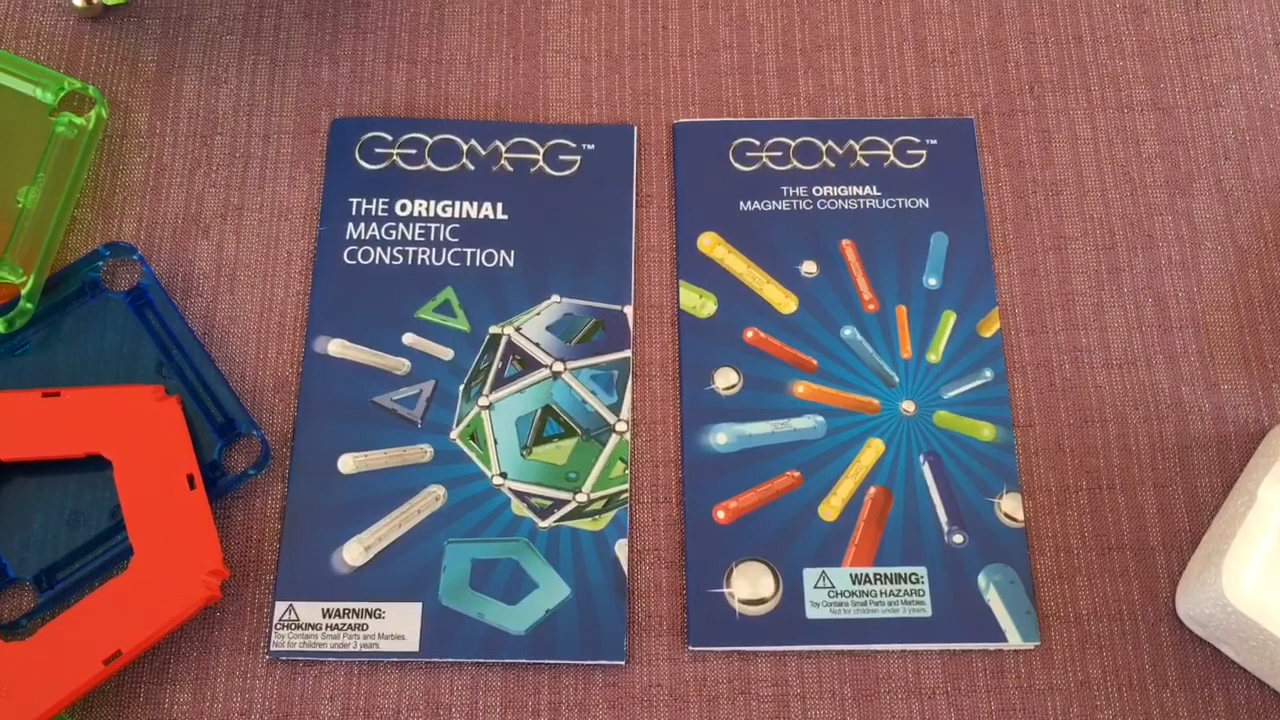 GEOMAG™
THE ORIGINAL
MAGNETIC
CONSTRUCTION
WARNING:
CHOKING HAZARD
Toy Contains Small Parts and Marbles.
Not for children under 3 years.
GEOMAG™
THE ORIGINAL
MAGNETIC CONSTRUCTION
WARNING:
CHOKING HAZARD
Toy Contains Small Parts and Marbles.
Not for children under 3 years.